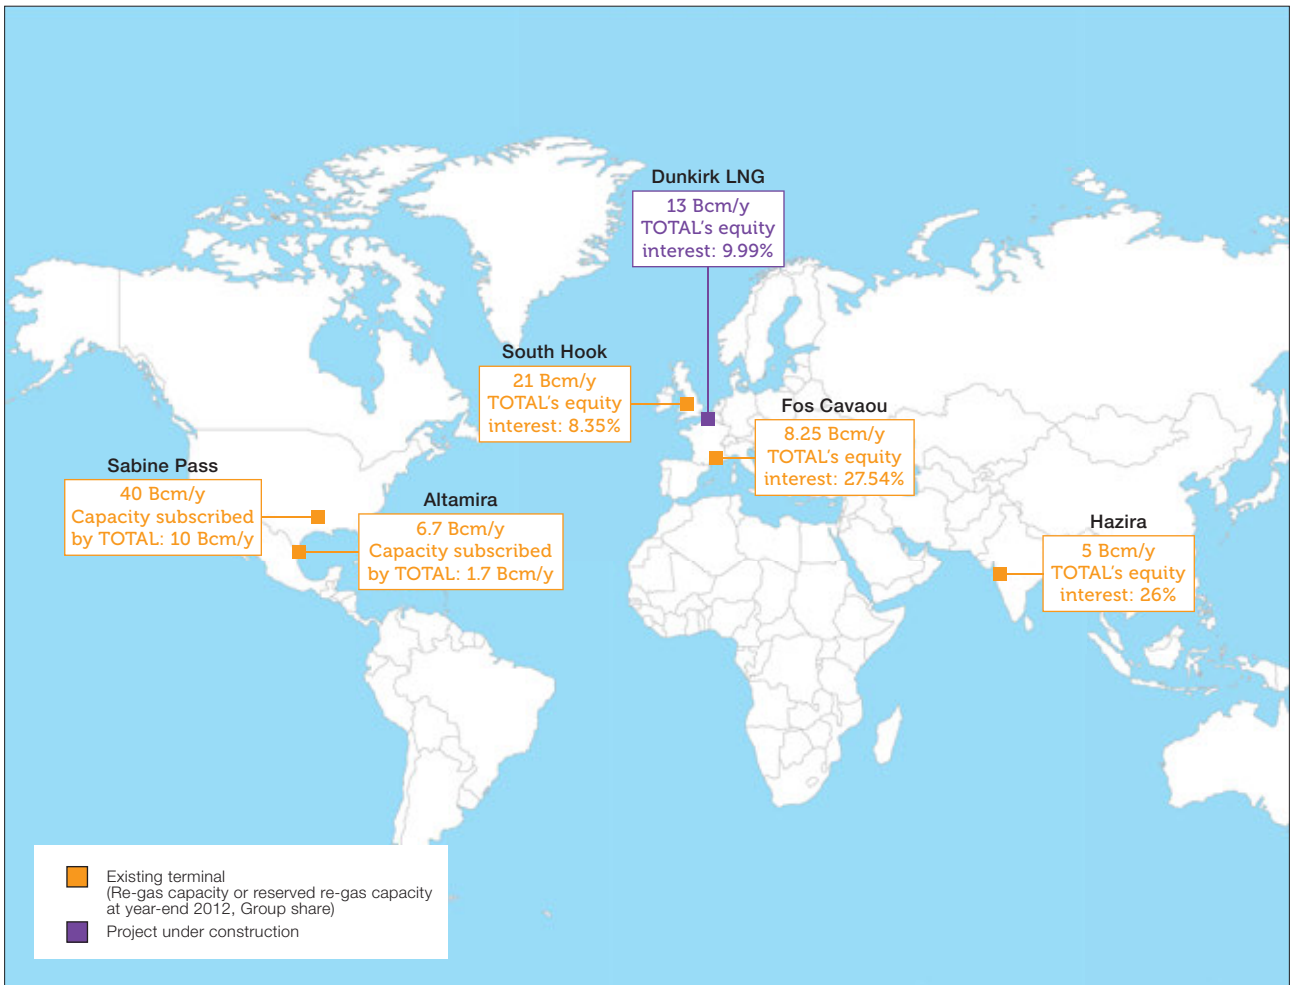 Dunkirk LNG
13 Bcm/y
TOTAL's equity
interest: 9.99%
South Hook
21 Bcm/y
TOTAL's equity
interest: 8.35%
Fos Cavaou
8.25 Bcm/y
TOTAL's equity
interest: 27.54%
Sabine Pass
40 Bcm/y
Capacity subscribed
by TOTAL: 10 Bcm/y
Altamira
6.7 Bcm/y
Capacity subscribed
by TOTAL: 1.7 Bcm/y
Hazira
5 Bcm/y
TOTAL's equity
interest: 26%
Existing terminal
(Re-gas capacity or reserved re-gas capacity
at year-end 2012, Group share)
Project under construction